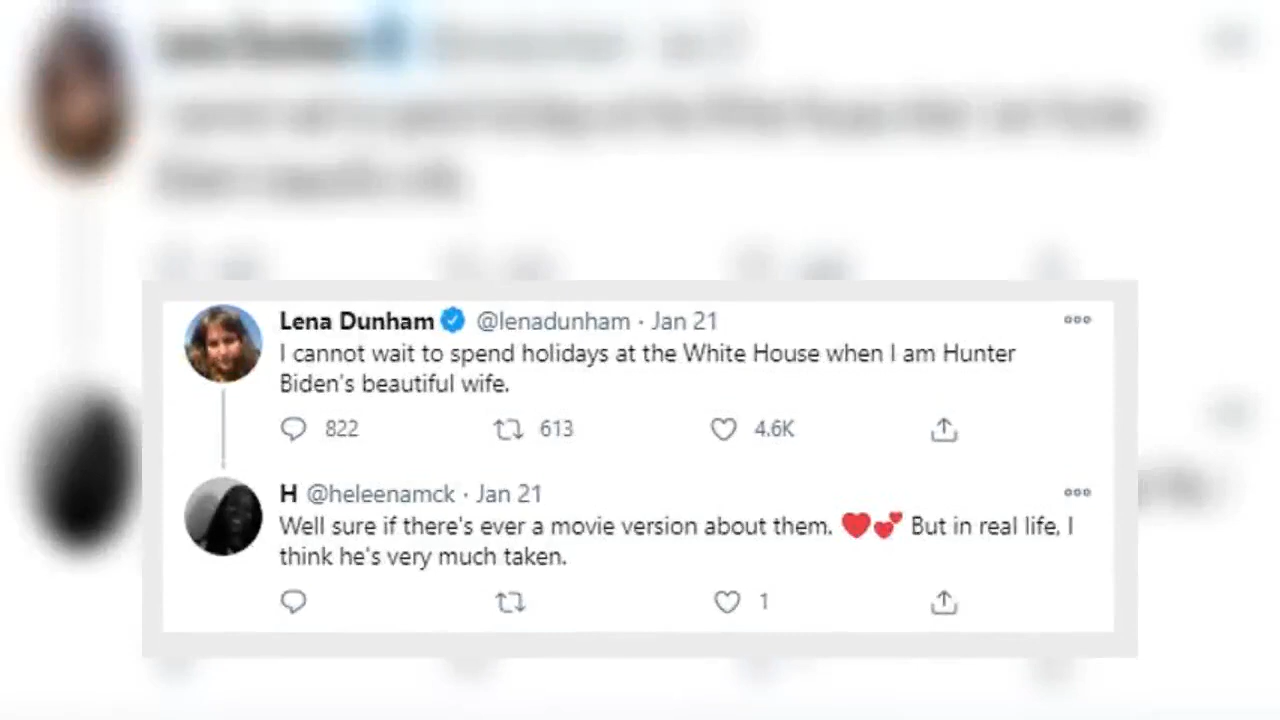 Lena Dunham @lenadunham · Jan 21
I cannot wait to spend holidays at the White House when I am Hunter
Biden's beautiful wife.
822 613 4.6K
H @heleenamck · Jan 21
Well sure if there's ever a movie version about them. ❤️💕 But in real life, I
think he's very much taken.
1